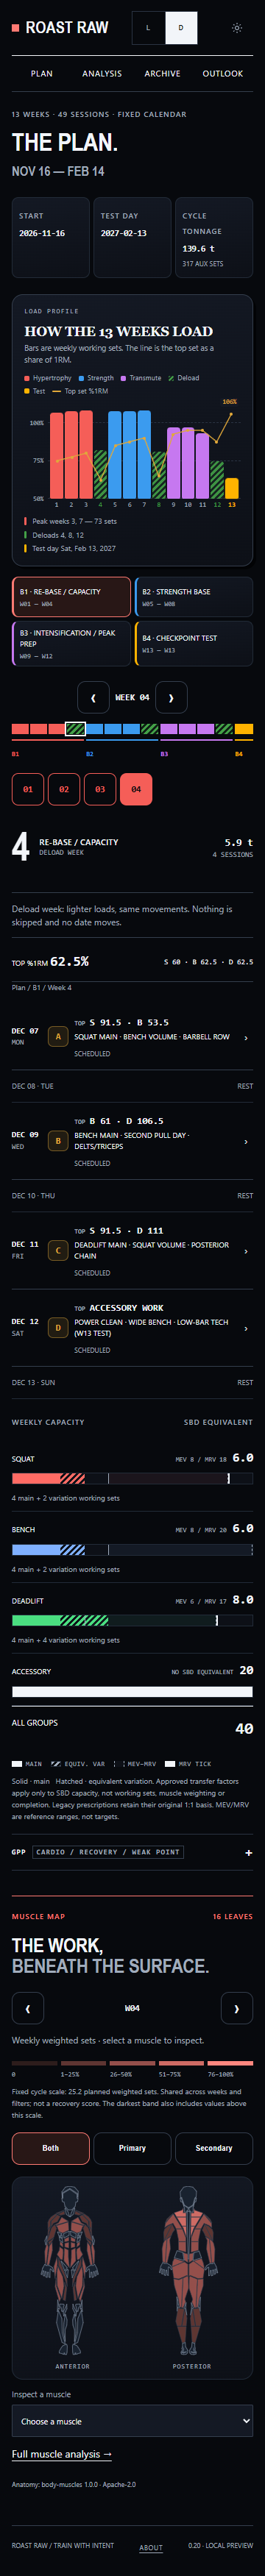 ROAST RAW
L
D
PLAN
ANALYSIS
ARCHIVE
OUTLOOK
13 WEEKS · 49 SESSIONS · FIXED CALENDAR
THE PLAN.
NOV 16 — FEB 14
START
2026-11-16
TEST DAY
2027-02-13
CYCLE
TONNAGE
139.6 t
317 AUX SETS
LOAD PROFILE
HOW THE 13 WEEKS LOAD
Bars are weekly working sets. The line is the top set as a
share of 1RM.
Hypertrophy
Strength
Transmute
Deload
Test
Top set %1RM
106%
100%
75%
50%
1 2 3 4 5 6 7 8 9 10 11 12 13
Peak weeks 3, 7 — 73 sets
Deloads 4, 8, 12
Test day Sat, Feb 13, 2027
B1 · RE-BASE / CAPACITY
W01 — W04
B2 · STRENGTH BASE
W05 — W08
B3 · INTENSIFICATION / PEAK
PREP
W09 — W12
B4 · CHECKPOINT TEST
W13 — W13
‹
WEEK 04
›
B1
B2
B3
B4
01
02
03
04
4
RE-BASE / CAPACITY
DELOAD WEEK
5.9 t
4 SESSIONS
Deload week: lighter loads, same movements. Nothing is
skipped and no date moves.
TOP %1RM 62.5%
S 60 · B 62.5 · D 62.5
Plan / B1 / Week 4
DEC 07
MON
A
TOP S 91.5 · B 53.5
SQUAT MAIN · BENCH VOLUME · BARBELL ROW
SCHEDULED
›
DEC 08 · TUE
REST
DEC 09
WED
B
TOP B 61 · D 106.5
BENCH MAIN · SECOND PULL DAY ·
DELTS/TRICEPS
SCHEDULED
›
DEC 10 · THU
REST
DEC 11
FRI
C
TOP S 91.5 · D 111
DEADLIFT MAIN · SQUAT VOLUME · POSTERIOR
CHAIN
SCHEDULED
›
DEC 12
SAT
D
TOP ACCESSORY WORK
POWER CLEAN · WIDE BENCH · LOW-BAR TECH
(W13 TEST)
SCHEDULED
›
DEC 13 · SUN
REST
WEEKLY CAPACITY
SBD EQUIVALENT
SQUAT
MEV 8 / MRV 18 6.0
4 main + 2 variation working sets
BENCH
MEV 8 / MRV 20 6.0
4 main + 2 variation working sets
DEADLIFT
MEV 6 / MRV 17 8.0
4 main + 4 variation working sets
ACCESSORY
NO SBD EQUIVALENT 20
ALL GROUPS
40
MAIN
EQUIV. VAR
MEV—MRV
MRV TICK
Solid · main Hatched · equivalent variation. Approved transfer factors
apply only to SBD capacity, not working sets, muscle weighting or
completion. Legacy prescriptions retain their original 1:1 basis. MEV/MRV
are reference ranges, not targets.
GPP
CARDIO / RECOVERY / WEAK POINT
+
MUSCLE MAP
16 LEAVES
THE WORK,
BENEATH THE SURFACE.
‹
W04
›
Weekly weighted sets · select a muscle to inspect.
0
1–25%
26–50%
51–75%
76–100%
Fixed cycle scale: 25.2 planned weighted sets. Shared across weeks and
filters; not a recovery score. The darkest band also includes values above
this scale.
Both
Primary
Secondary
ANTERIOR
POSTERIOR
Inspect a muscle
Choose a muscle
Full muscle analysis →
Anatomy: body-muscles 1.0.0 · Apache-2.0
ROAST RAW / TRAIN WITH INTENT
ABOUT
0.20 · LOCAL PREVIEW